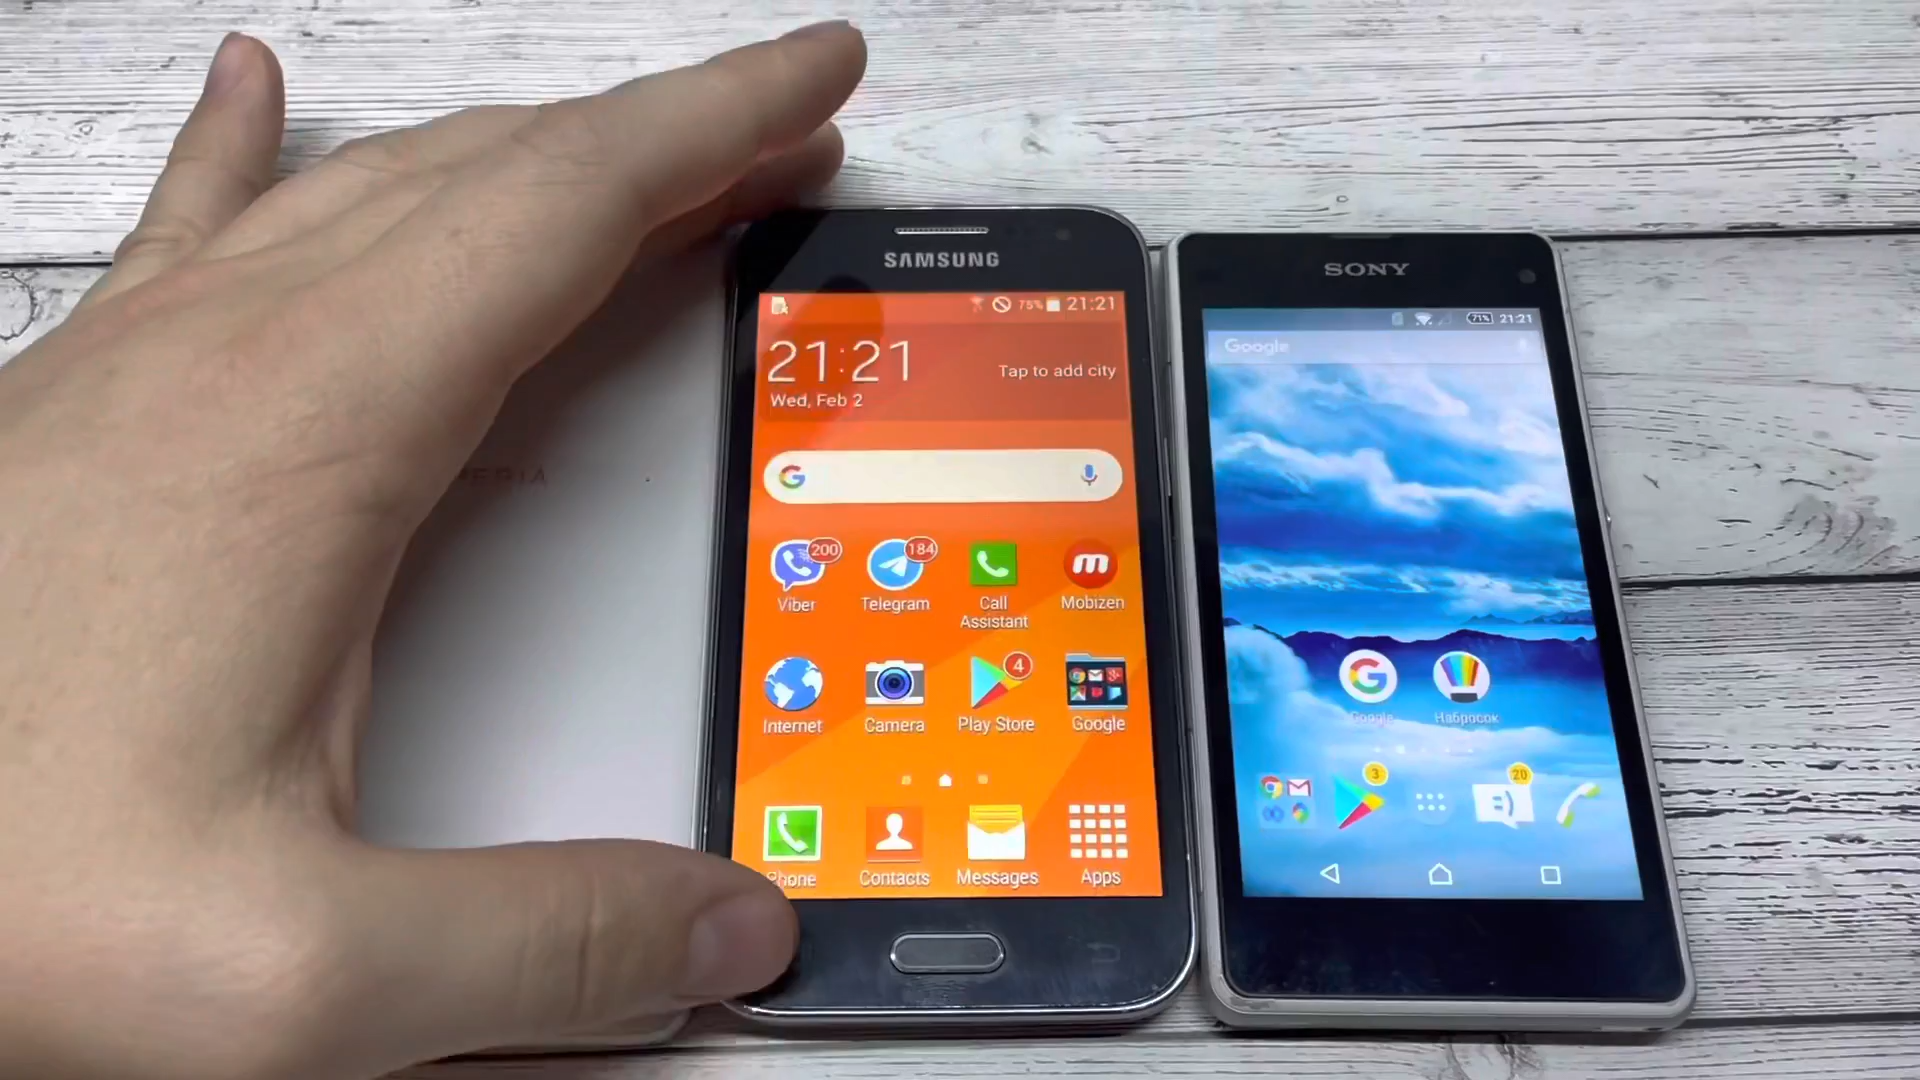 PERIA
SAMSUNG
75% 21:21
21:21
Tap to add city
Wed, Feb 2
200
184
Viber
Telegram
Call
Assistant
Mobizen
4
Internet
Camera
Play Store
Google
Phone
Contacts
Messages
Apps
SONY
71% 21:21
Google
Google
Набросок
3
20